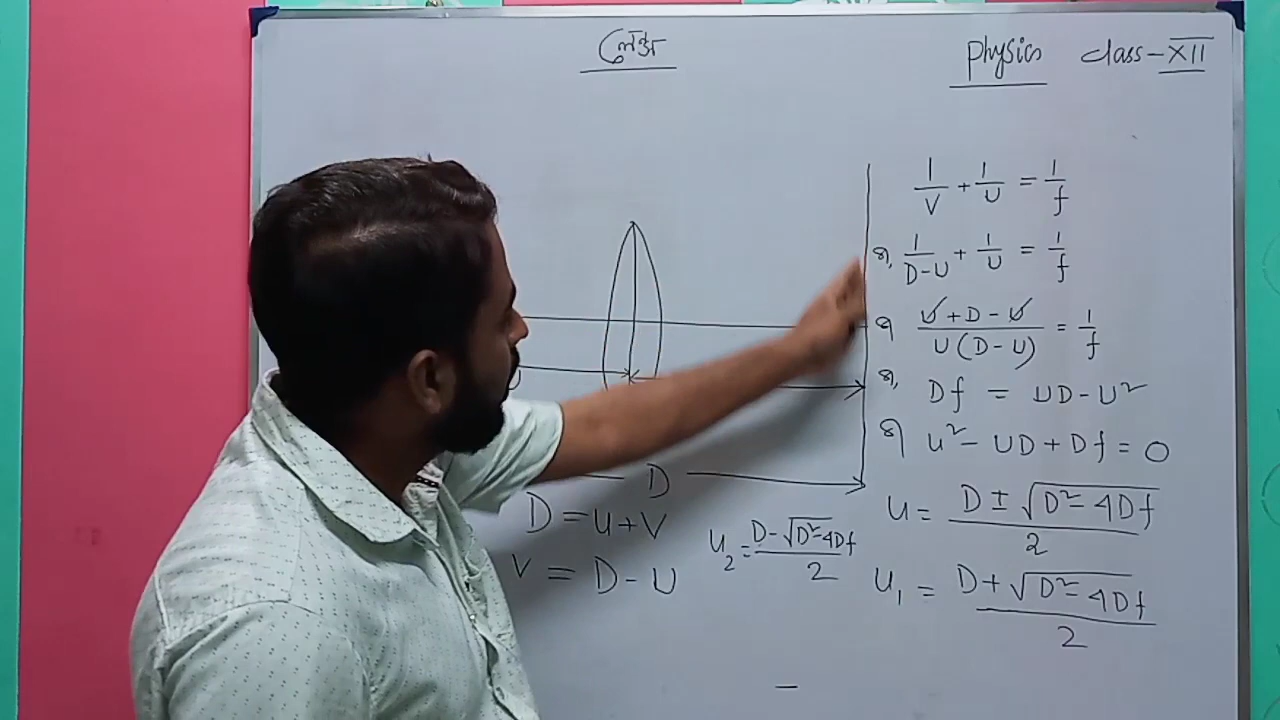 লেন্স
Physics Class-XII
1/V + 1/U = 1/f
বা, 1/(D-U) + 1/U = 1/f
বা (U+D-U)/(U(D-U)) = 1/f
বা, Df = UD-U²
বা U²-UD+Df=0
U= (D±√(D²-4Df))/2
U₁ = (D+√(D²-4Df))/2
D
D=U+V
V = D-U
U₂= (D-√(D²-4Df))/2